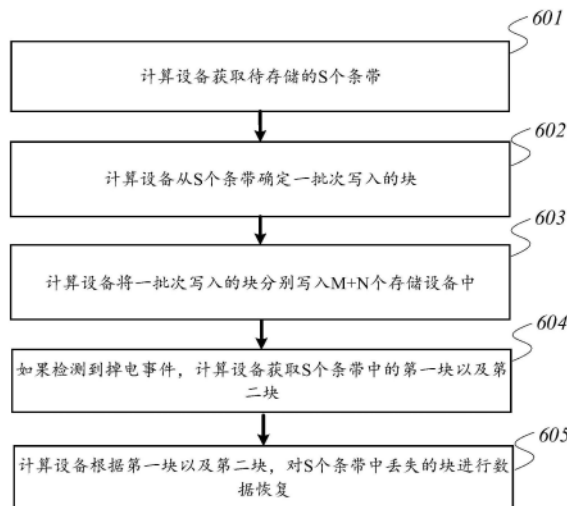 601
计算设备获取待存储的S个条带
602
计算设备从S个条带确定一批次写入的块
603
计算设备将一批次写入的块分别写入M+N个存储设备中
604
如果检测到掉电事件，计算设备获取S个条带中的第一块以及第
二块
605
计算设备根据第一块以及第二块，对S个条带中丢失的块进行数
据恢复